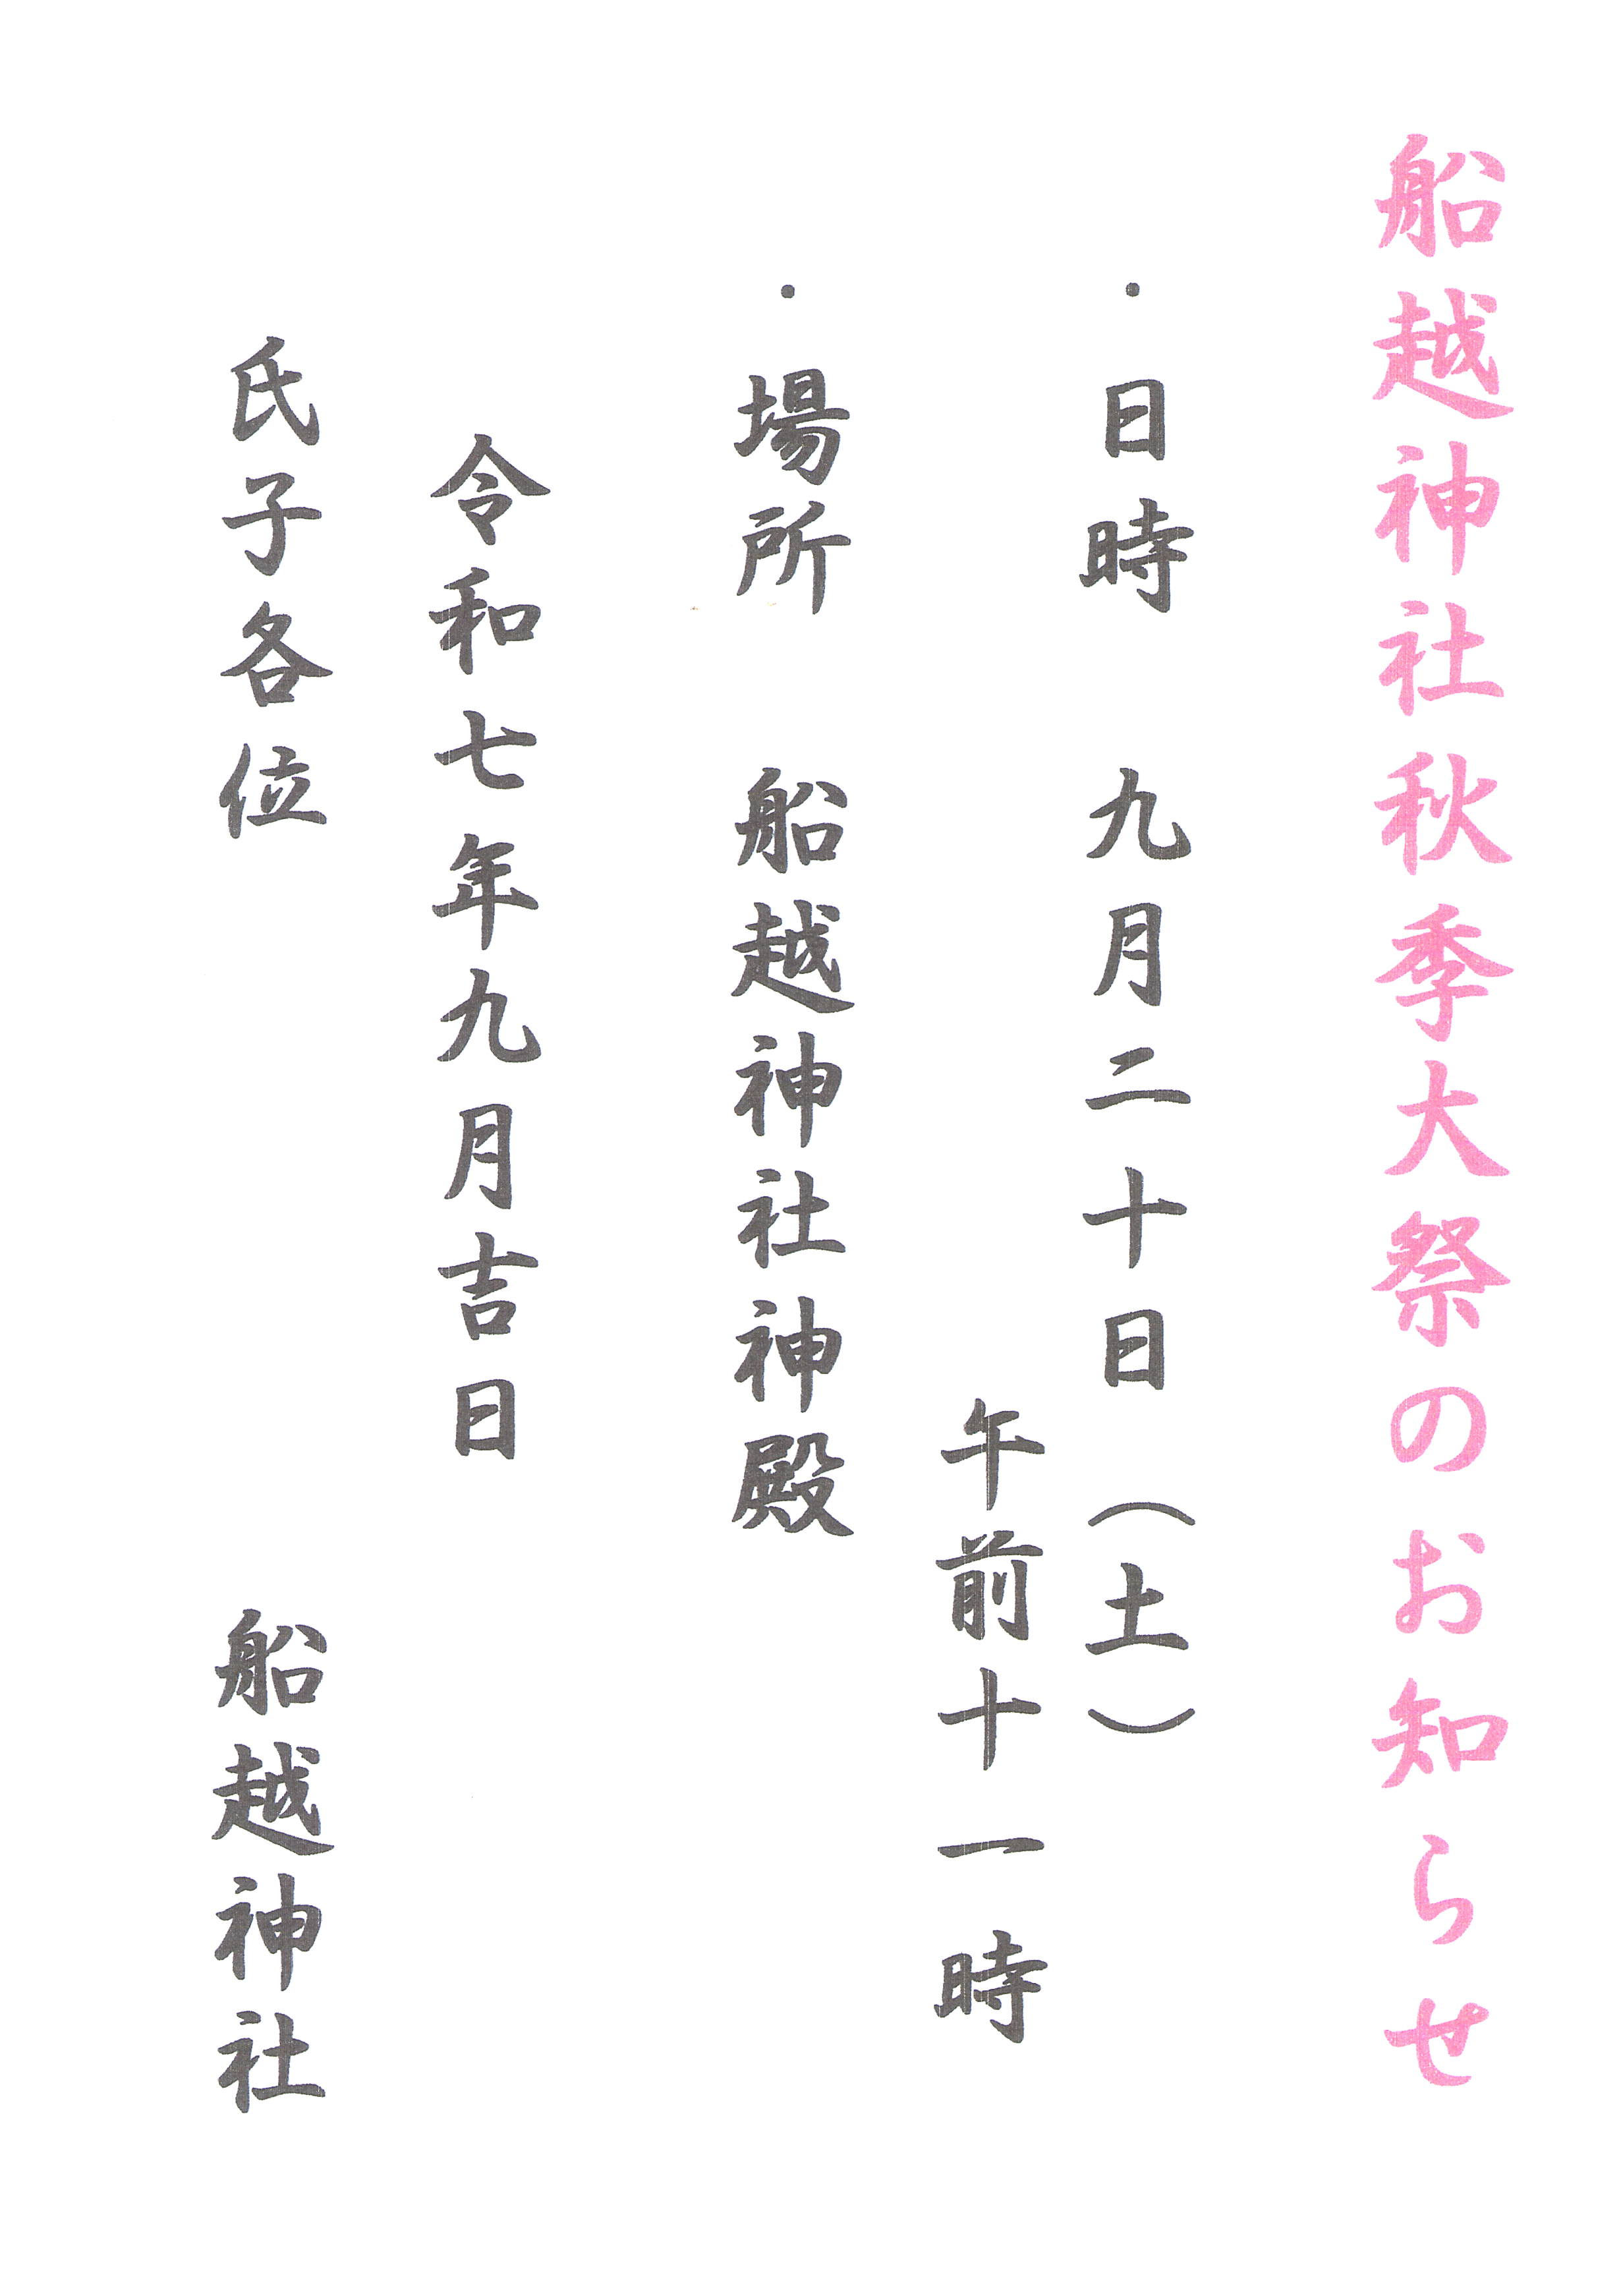 船越神社秋季大祭のお知らせ
・日時　九月二十日（土）
午前十一時
・場所　船越神社神殿
令和七年九月吉日
氏子各位　船越神社